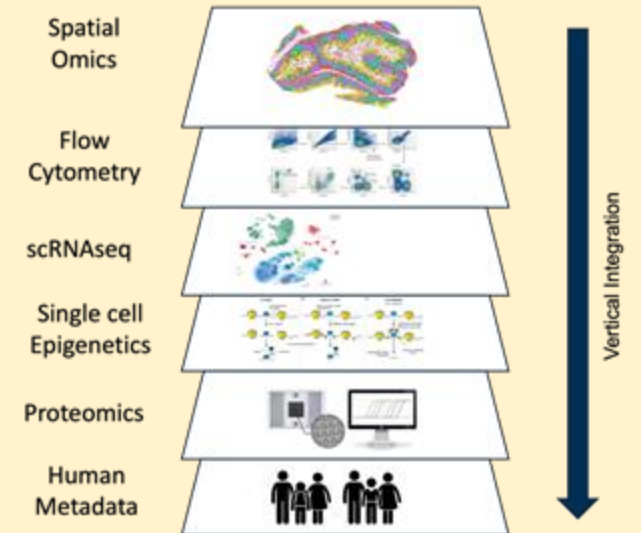 Spatial
Omics
Flow
Cytometry
scRNAseq
Single cell
Epigenetics
Proteomics
Human
Metadata
Vertical Integration